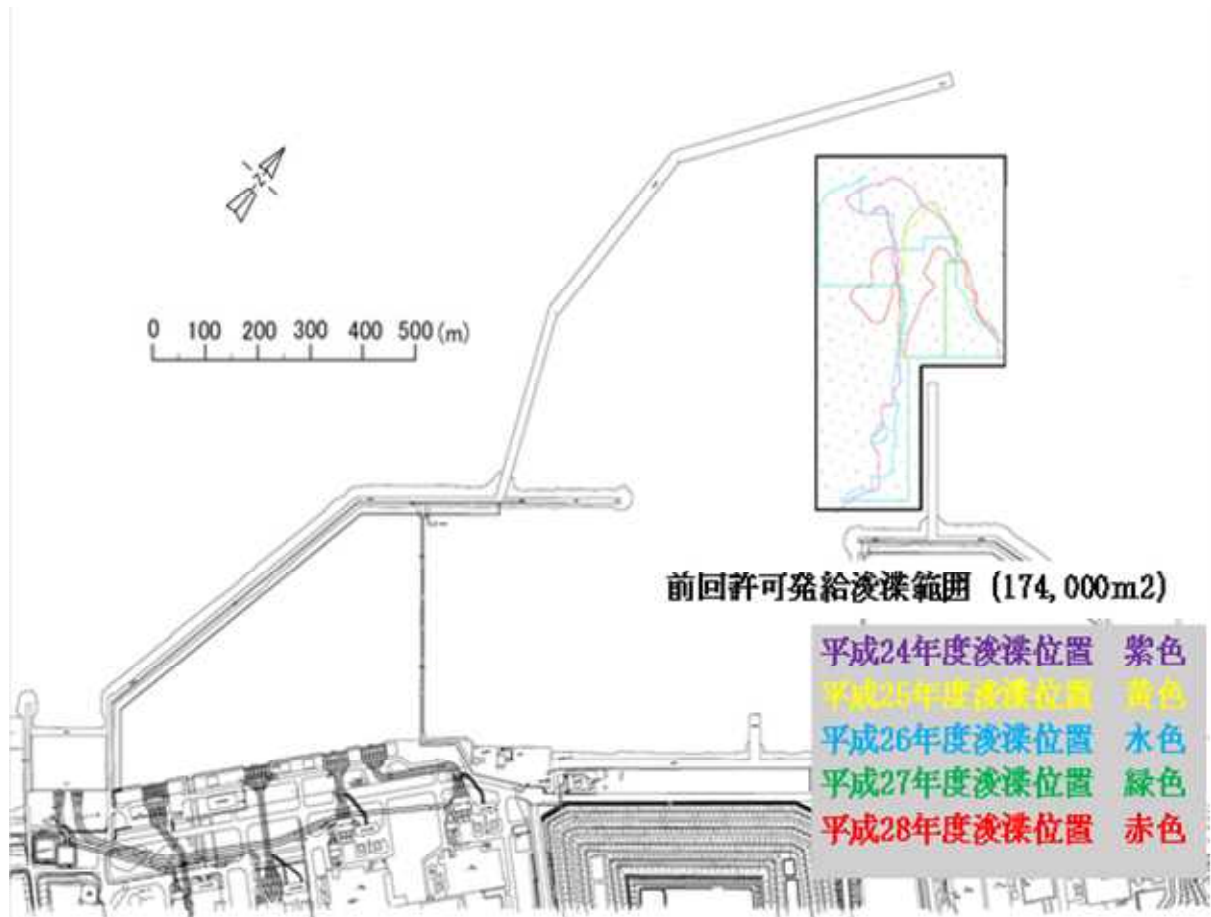 N
0 100 200 300 400 500(m)
前回許可発給浚渫範囲 (174,000m2)
平成24年度浚渫位置 紫色
平成25年度浚渫位置 黄色
平成26年度浚渫位置 水色
平成27年度浚渫位置 緑色
平成28年度浚渫位置 赤色